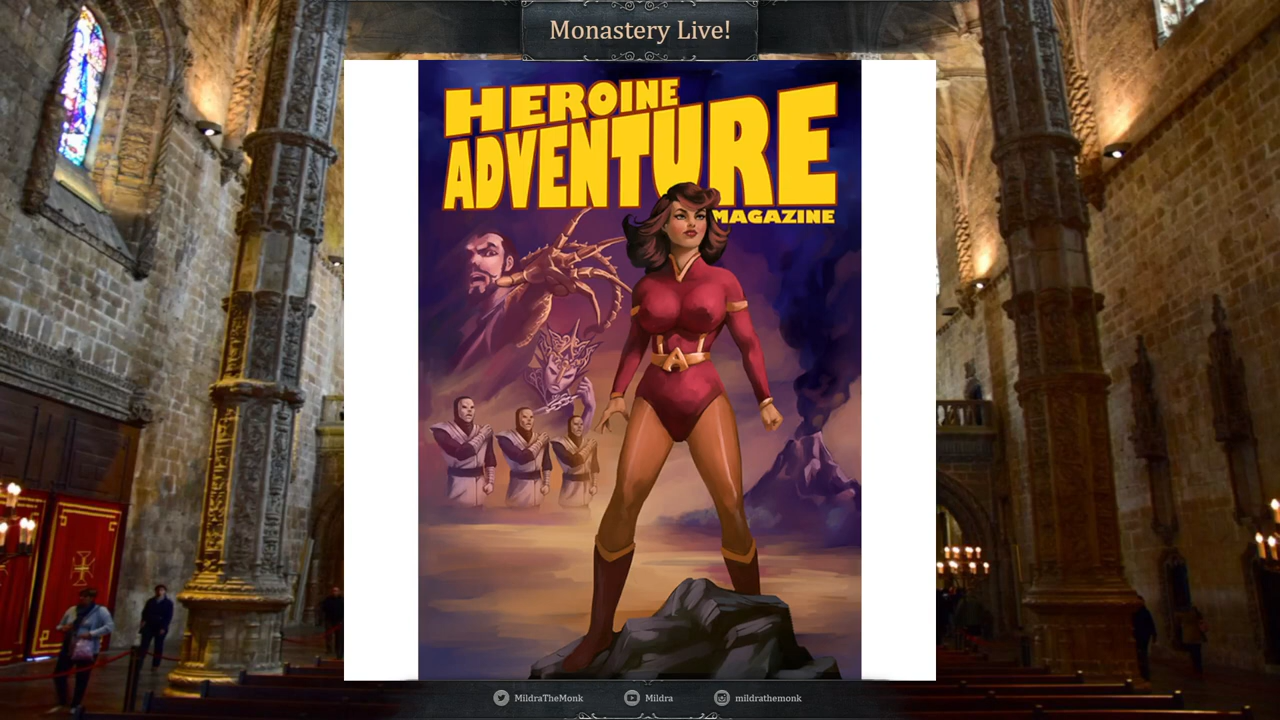 Monastery Live!
HEROINE
ADVENTURE
MAGAZINE
MildraTheMonk
Mildra
mildrathemonk